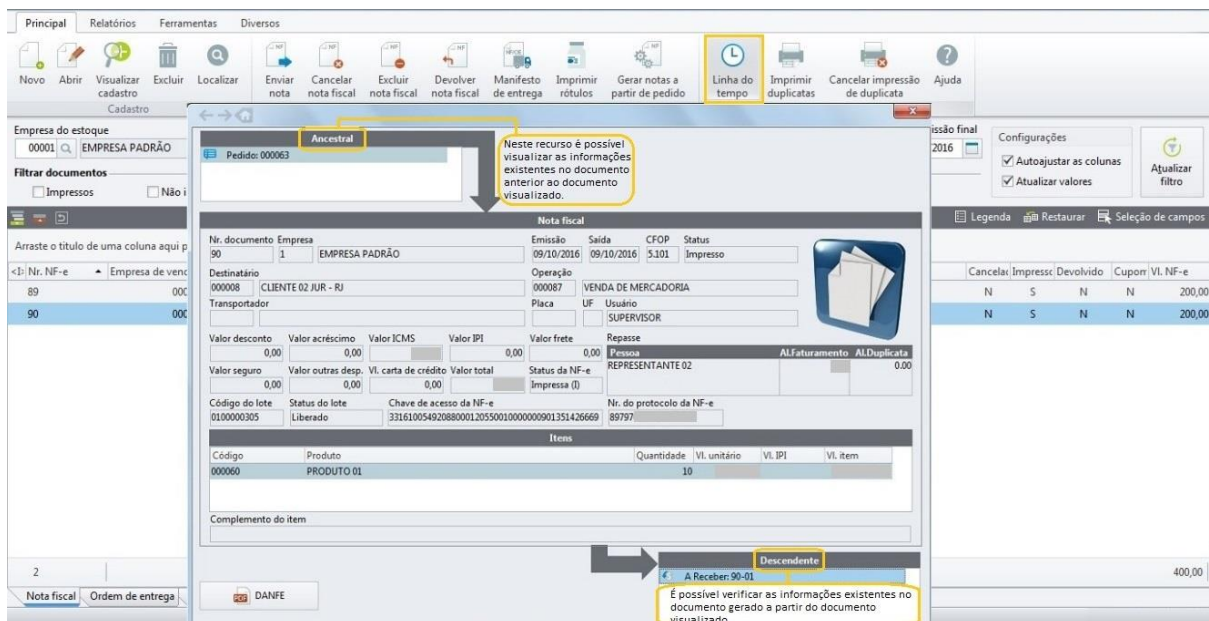 Principal Relatórios Ferramentas Diversos
Novo Abrir Visualizar cadastro Excluir Localizar Enviar nota Cancelar nota fiscal Excluir nota fiscal Devolver nota fiscal Manifesto de entrega Imprimir rótulos Gerar notas a partir de pedido Linha do tempo Imprimir duplicatas Cancelar impressão de duplicata Ajuda
Cadastro
Empresa do estoque
00001 EMPRESA PADRÃO
Filtrar documentos
Impressos Não i
issão final
2016
Configurações
Autoajustar as colunas
Atualizar valores
Atualizar filtro
Legenda Restaurar Seleção de campos
Arraste o titulo de uma coluna aqui p
Nr. NF-e Empresa de venc
Cancelac Impressc Devolvido Cupom Vl. NF-e
89 000 N S N N 200,00
90 000 N S N N 200,00
2 400,00
Nota fiscal Ordem de entrega
Ancestral
Pedido: 000063
Neste recurso é possível
visualizar as informações
existentes no documento
anterior ao documento
visualizado.
Nota fiscal
Nr. documento Empresa Emissão Saída CFOP Status
90 1 EMPRESA PADRÃO 09/10/2016 09/10/2016 5.101 Impresso
Destinatário Operação
000008 CLIENTE 02 JUR - RJ 000087 VENDA DE MERCADORIA
Transportador Placa UF Usuário
SUPERVISOR
Valor desconto Valor acréscimo Valor ICMS Valor IPI Valor frete Repasse
0,00 0,00 0,00 0,00 Pessoa Al.Faturamento Al.Duplicata
REPRESENTANTE 02 0.00
Valor seguro Valor outras desp. Vl. carta de crédito Valor total Status da NF-e
0,00 0,00 0,00 Impressa (I)
Código do lote Status do lote Chave de acesso da NF-e Nr. do protocolo da NF-e
0100000305 Liberado 89797
Itens
Código Produto Quantidade Vl. unitário Vl. IPI Vl. item
000060 PRODUTO 01 10
Complemento do item
DANFE
Descendente
A Receber: 90-01
É possível verificar as informações existentes no
documento gerado a partir do documento
visualizado.